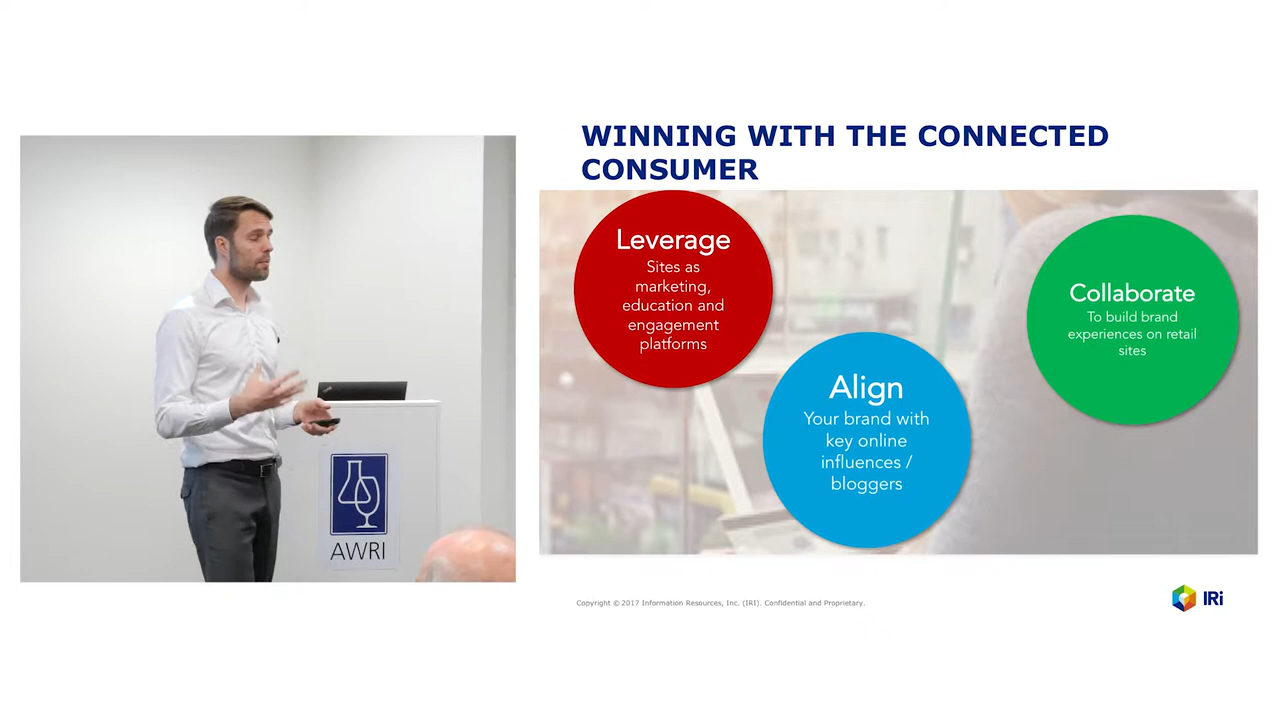 WINNING WITH THE CONNECTED
CONSUMER
Leverage
Sites as
marketing,
education and
engagement
platforms
Align
Your brand with
key online
influences /
bloggers
Collaborate
To build brand
experiences on retail
sites
AWRI
Copyright © 2017 Information Resources, Inc. (IRI). Confidential and Proprietary.
IRi